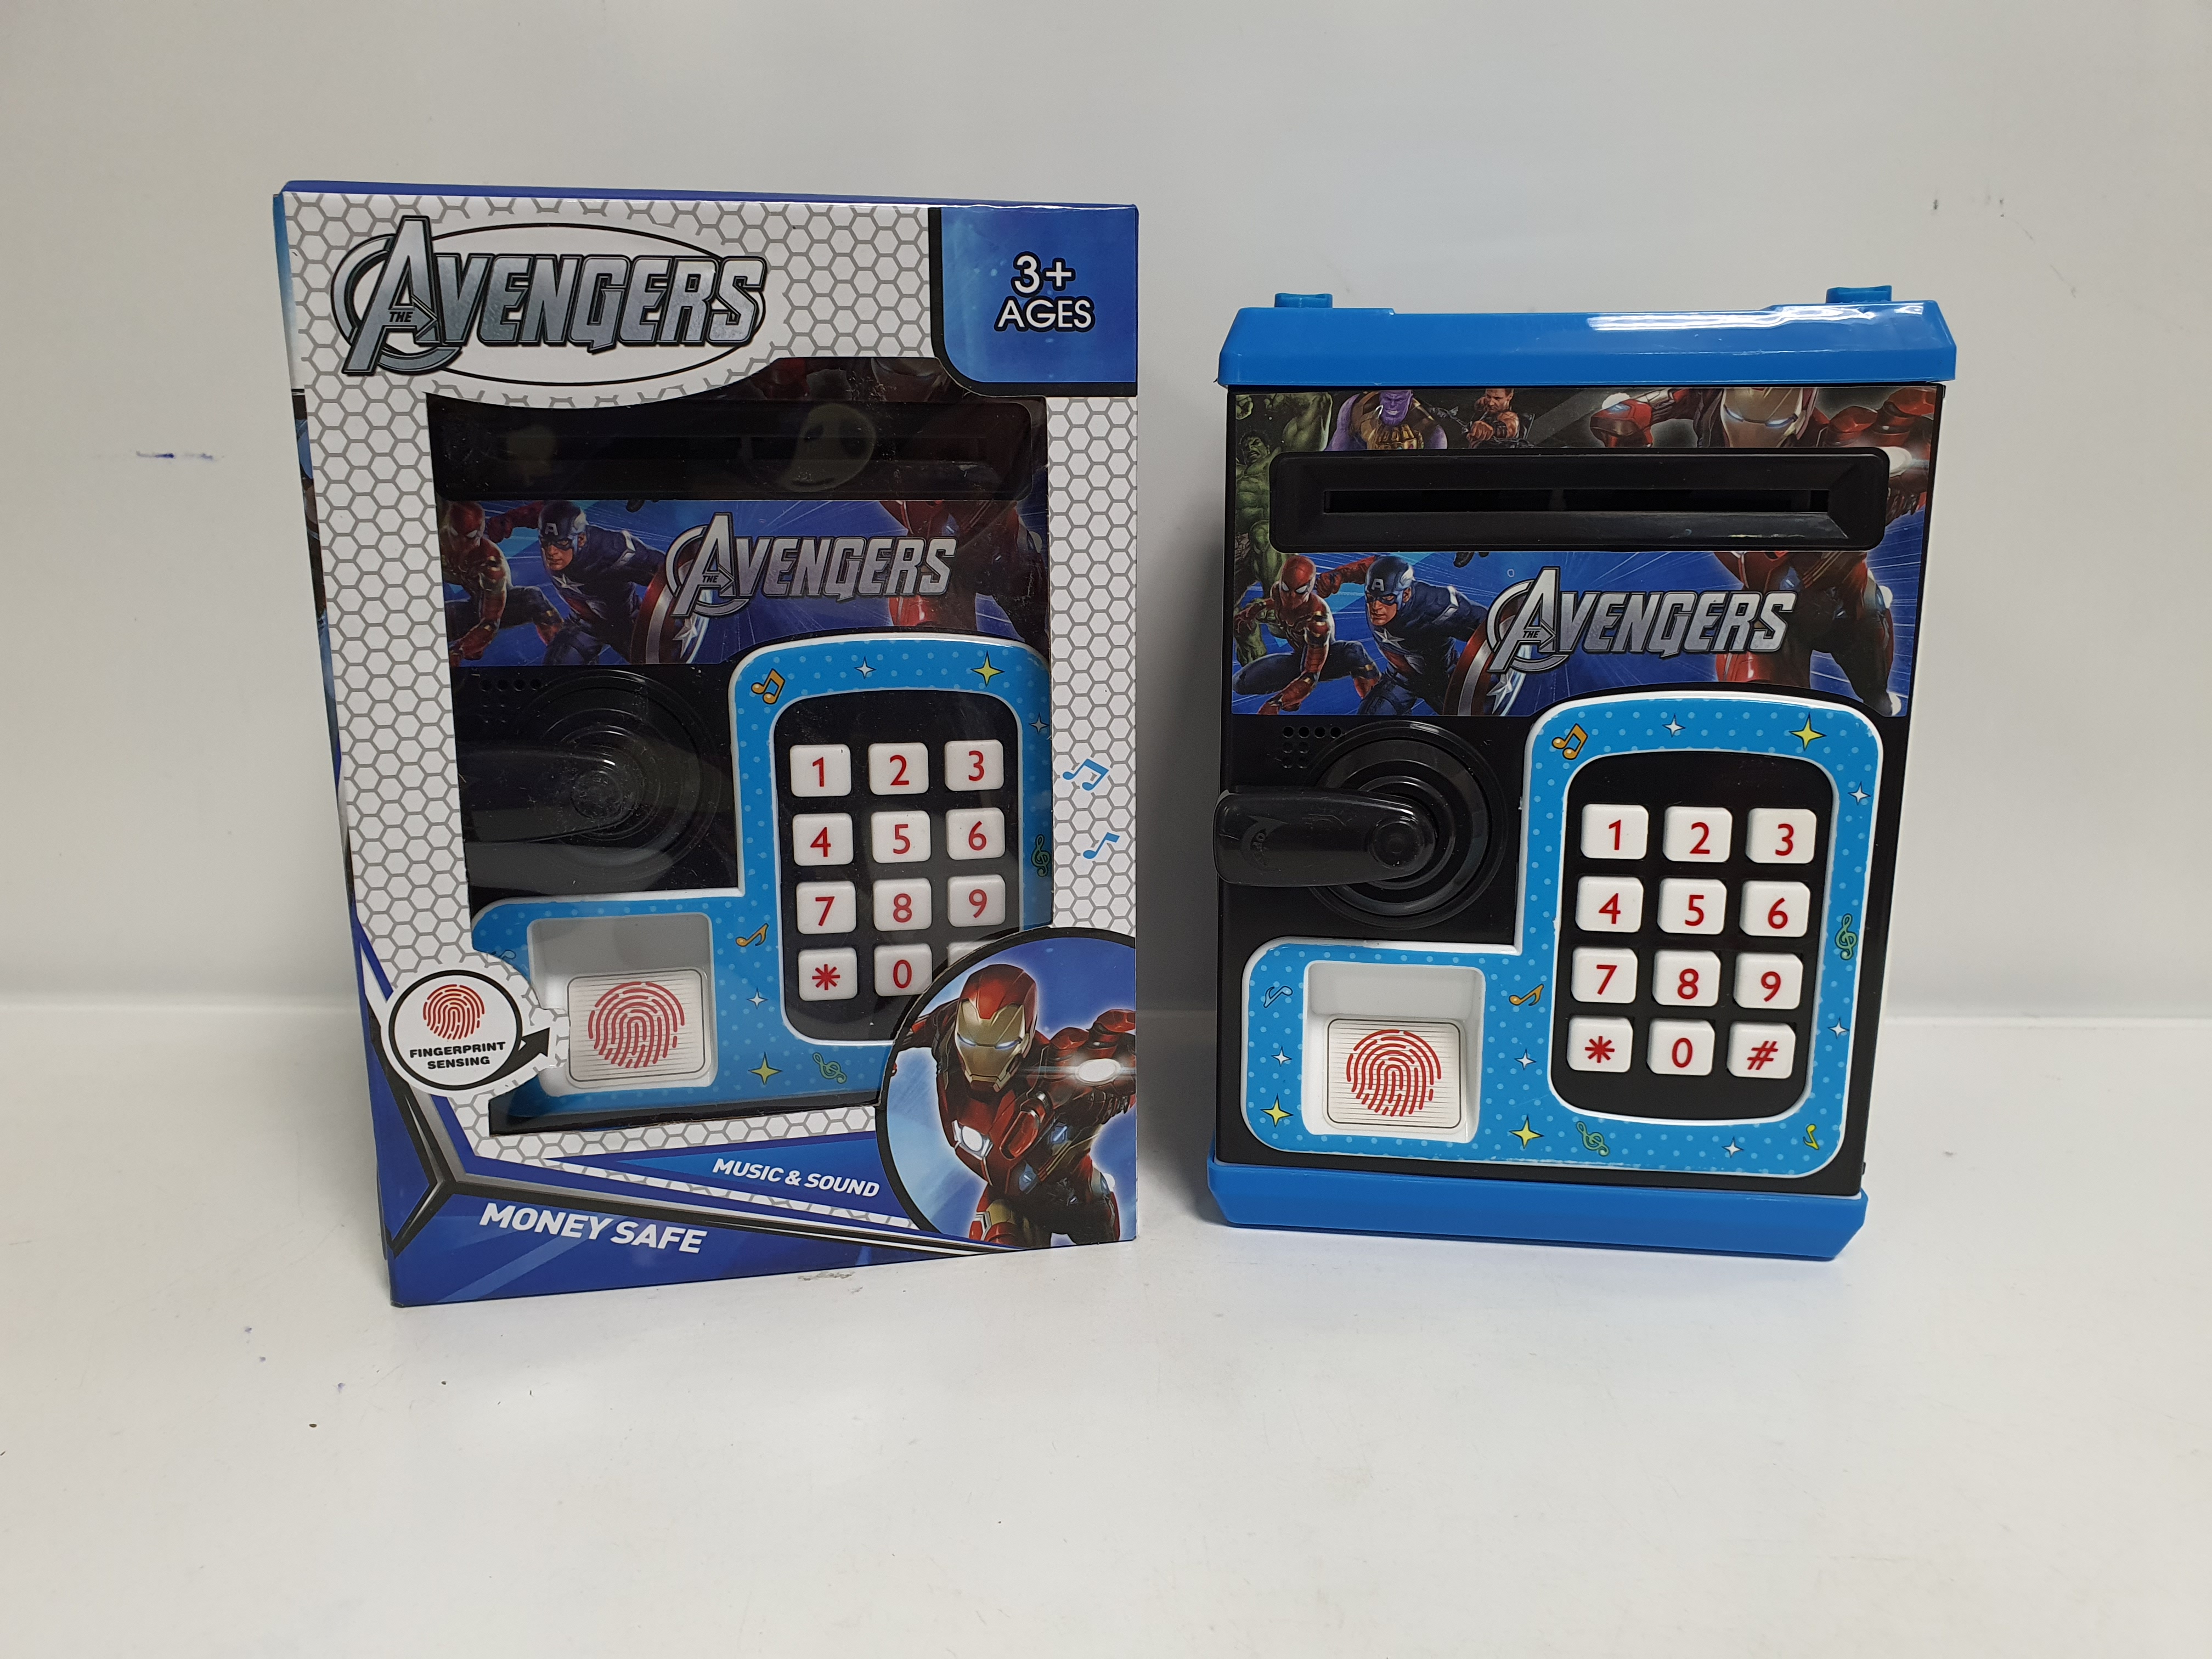 THE AVENGERS
3+
AGES
THE AVENGERS
1 2 3
4 5 6
7 8 9
* 0
FINGERPRINT
SENSING
MUSIC & SOUND
MONEY SAFE
A
THE AVENGERS
1 2 3
4 5 6
7 8 9
* 0 #